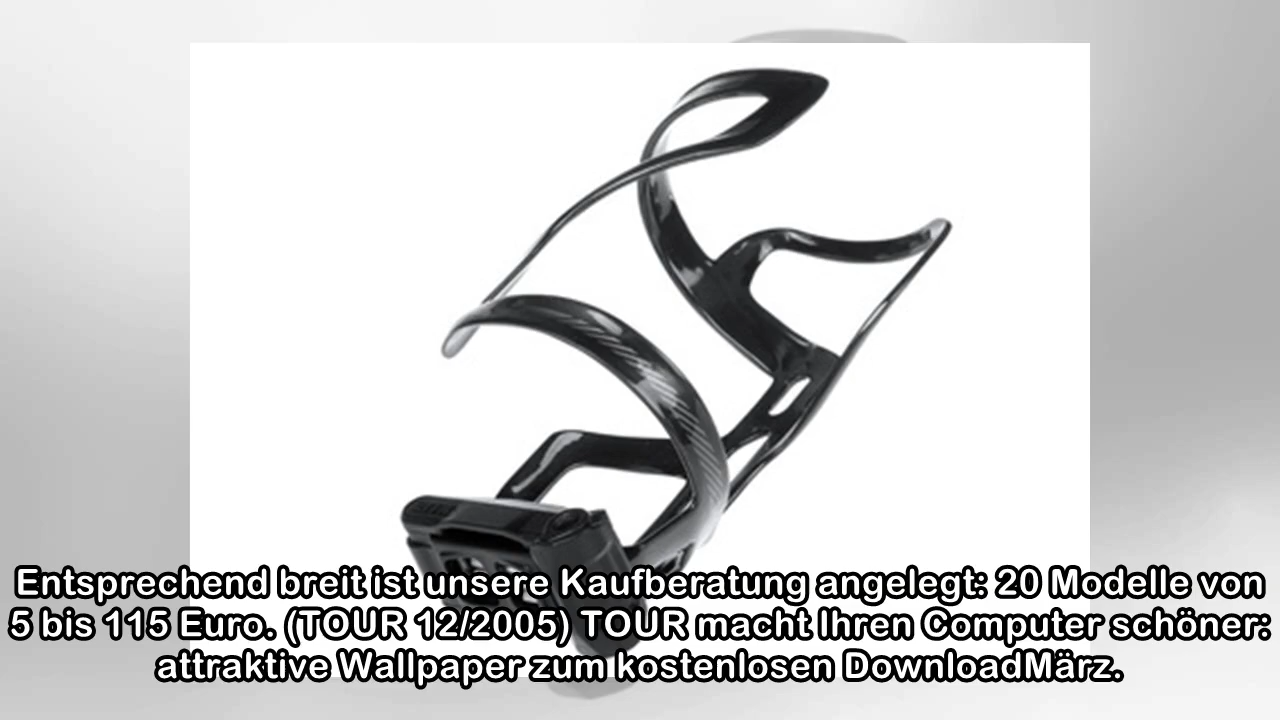 Entsprechend breit ist unsere Kaufberatung angelegt: 20 Modelle von
5 bis 115 Euro. (TOUR 12/2005) TOUR macht Ihren Computer schöner:
attraktive Wallpaper zum kostenlosen DownloadMärz.